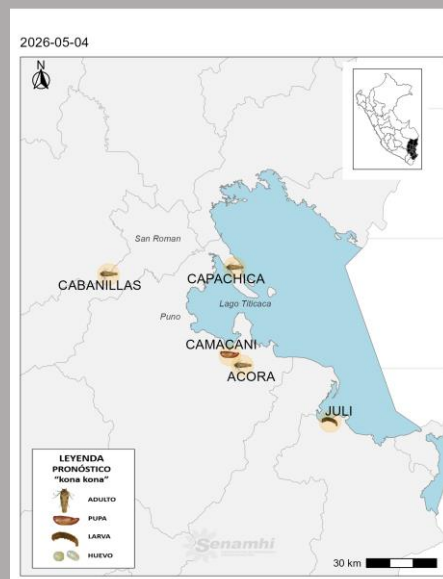 2026-05-04
N
San Roman
CABANILLAS
CAPACHICA
Lago Titicaca
Puno
CAMACANI
ACORA
JULI
LEYENDA
PRONÓSTICO
"kona kona"
ADULTO
PUPA
LARVA
HUEVO
Senamhi
30 km